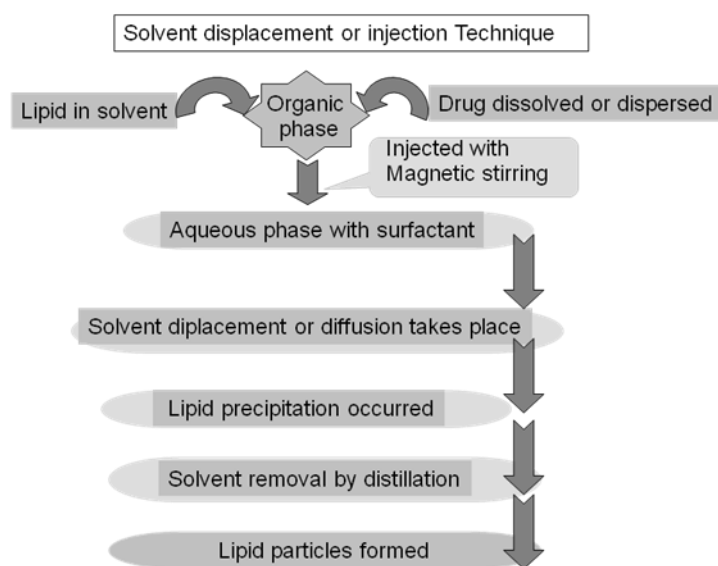 Solvent displacement or injection Technique
Lipid in solvent
Organic
phase
Drug dissolved or dispersed
Injected with
Magnetic stirring
Aqueous phase with surfactant
Solvent diplacement or diffusion takes place
Lipid precipitation occurred
Solvent removal by distillation
Lipid particles formed